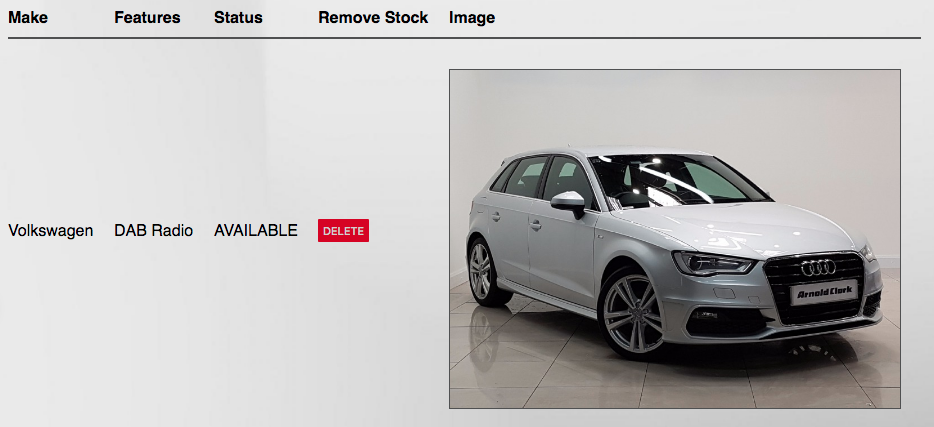 Make Features Status Remove Stock Image
Volkswagen DAB Radio AVAILABLE DELETE
Arnold Clark